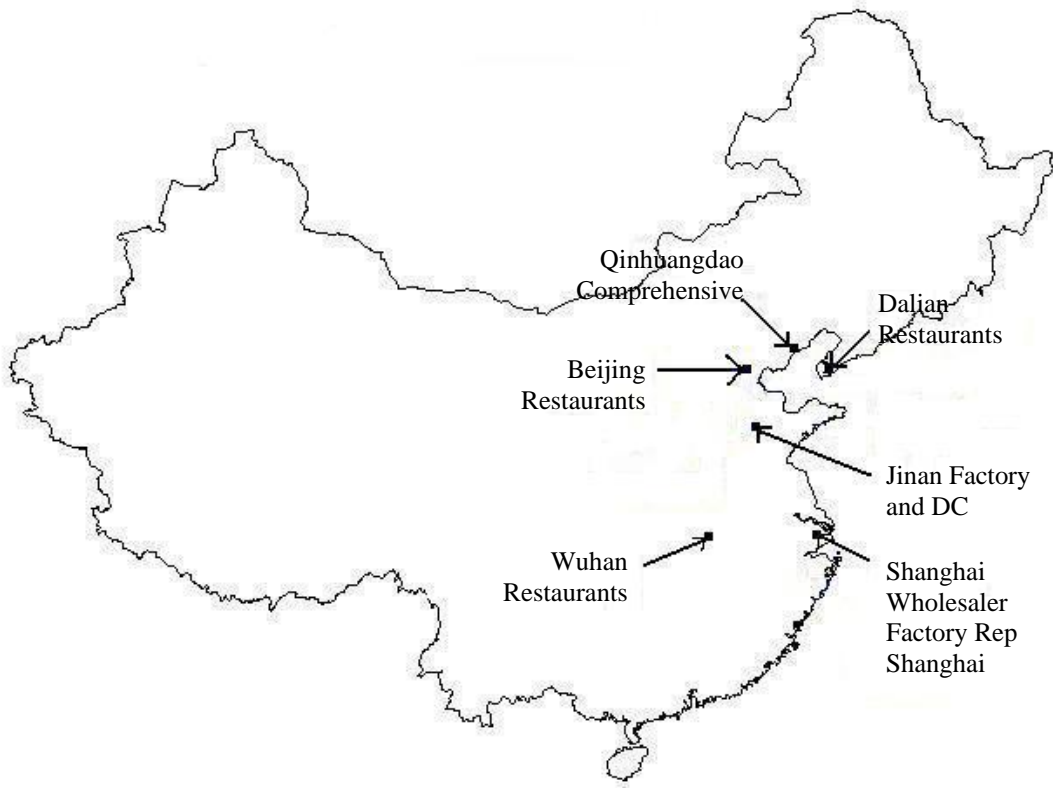 Qinhuangdao
Comprehensive
Dalian
Restaurants
Beijing
Restaurants
Jinan Factory
and DC
Wuhan
Restaurants
Shanghai
Wholesaler
Factory Rep
Shanghai